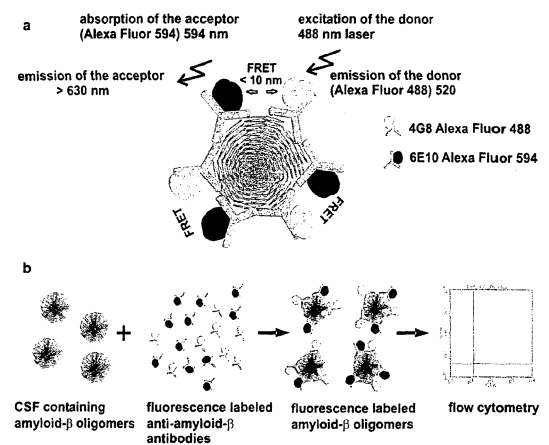 a
absorption of the acceptor
(Alexa Fluor 594) 594 nm
excitation of the donor
488 nm laser
emission of the acceptor
> 630 nm
FRET
< 10 nm
emission of the donor
(Alexa Fluor 488) 520
4G8 Alexa Fluor 488
6E10 Alexa Fluor 594
FRET
FRET
b
CSF containing
amyloid-β oligomers
fluorescence labeled
anti-amyloid-β
antibodies
fluorescence labeled
amyloid-β oligomers
flow cytometry